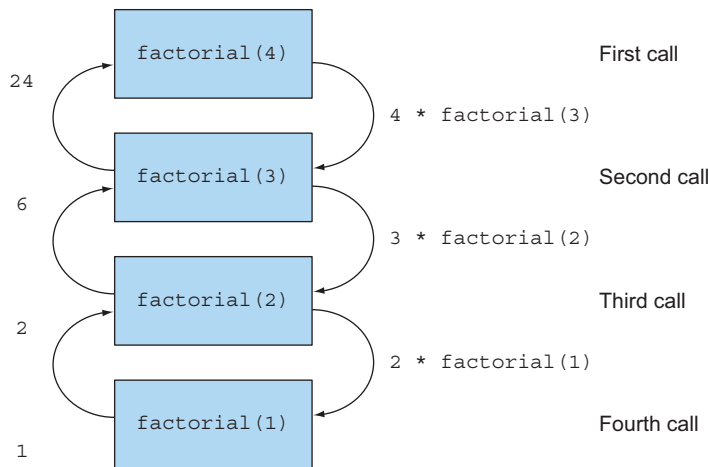 factorial(4)
First call
24
4 * factorial(3)
factorial(3)
Second call
6
3 * factorial(2)
factorial(2)
Third call
2
2 * factorial(1)
factorial(1)
Fourth call
1